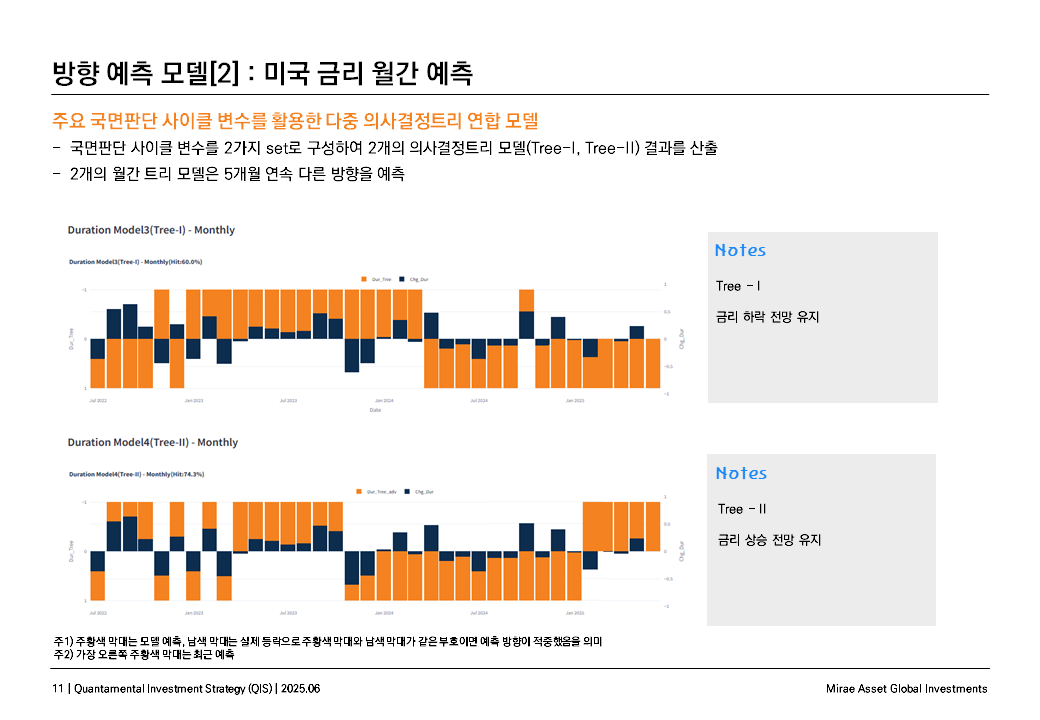 방향 예측 모델[2] : 미국 금리 월간 예측
주요 국면판단 사이클 변수를 활용한 다중 의사결정트리 연합 모델
- 국면판단 사이클 변수를 2가지 set로 구성하여 2개의 의사결정트리 모델(Tree-I, Tree-II) 결과를 산출
- 2개의 월간 트리 모델은 5개월 연속 다른 방향을 예측
Duration Model3(Tree-I) - Monthly
Duration Model3(Tree-I) - Monthly(Hit:60.0%)
Dur_Tree Chg_Dur
-1 0 1
Dur_Tree
1 0.5 0 -0.5 -1
Chg_Dur
Jul 2022 Jan 2023 Jul 2023 Jan 2024 Jul 2024 Jan 2025
Date
Notes
Tree - I
금리 하락 전망 유지
Duration Model4(Tree-II) - Monthly
Duration Model4(Tree-II) - Monthly(Hit:74.3%)
Dur_Tree_adv Chg_Dur
-1 0 1
Dur_Tree
1 0.5 0 -0.5 -1
Chg_Dur
Jul 2022 Jan 2023 Jul 2023 Jan 2024 Jul 2024 Jan 2025
Notes
Tree - II
금리 상승 전망 유지
주1) 주황색 막대는 모델 예측, 남색 막대는 실제 등락으로 주황색 막대와 남색 막대가 같은 부호이면 예측 방향이 적중했음을 의미
주2) 가장 오른쪽 주황색 막대는 최근 예측
11 | Quantamental Investment Strategy (QIS) | 2025.06
Mirae Asset Global Investments